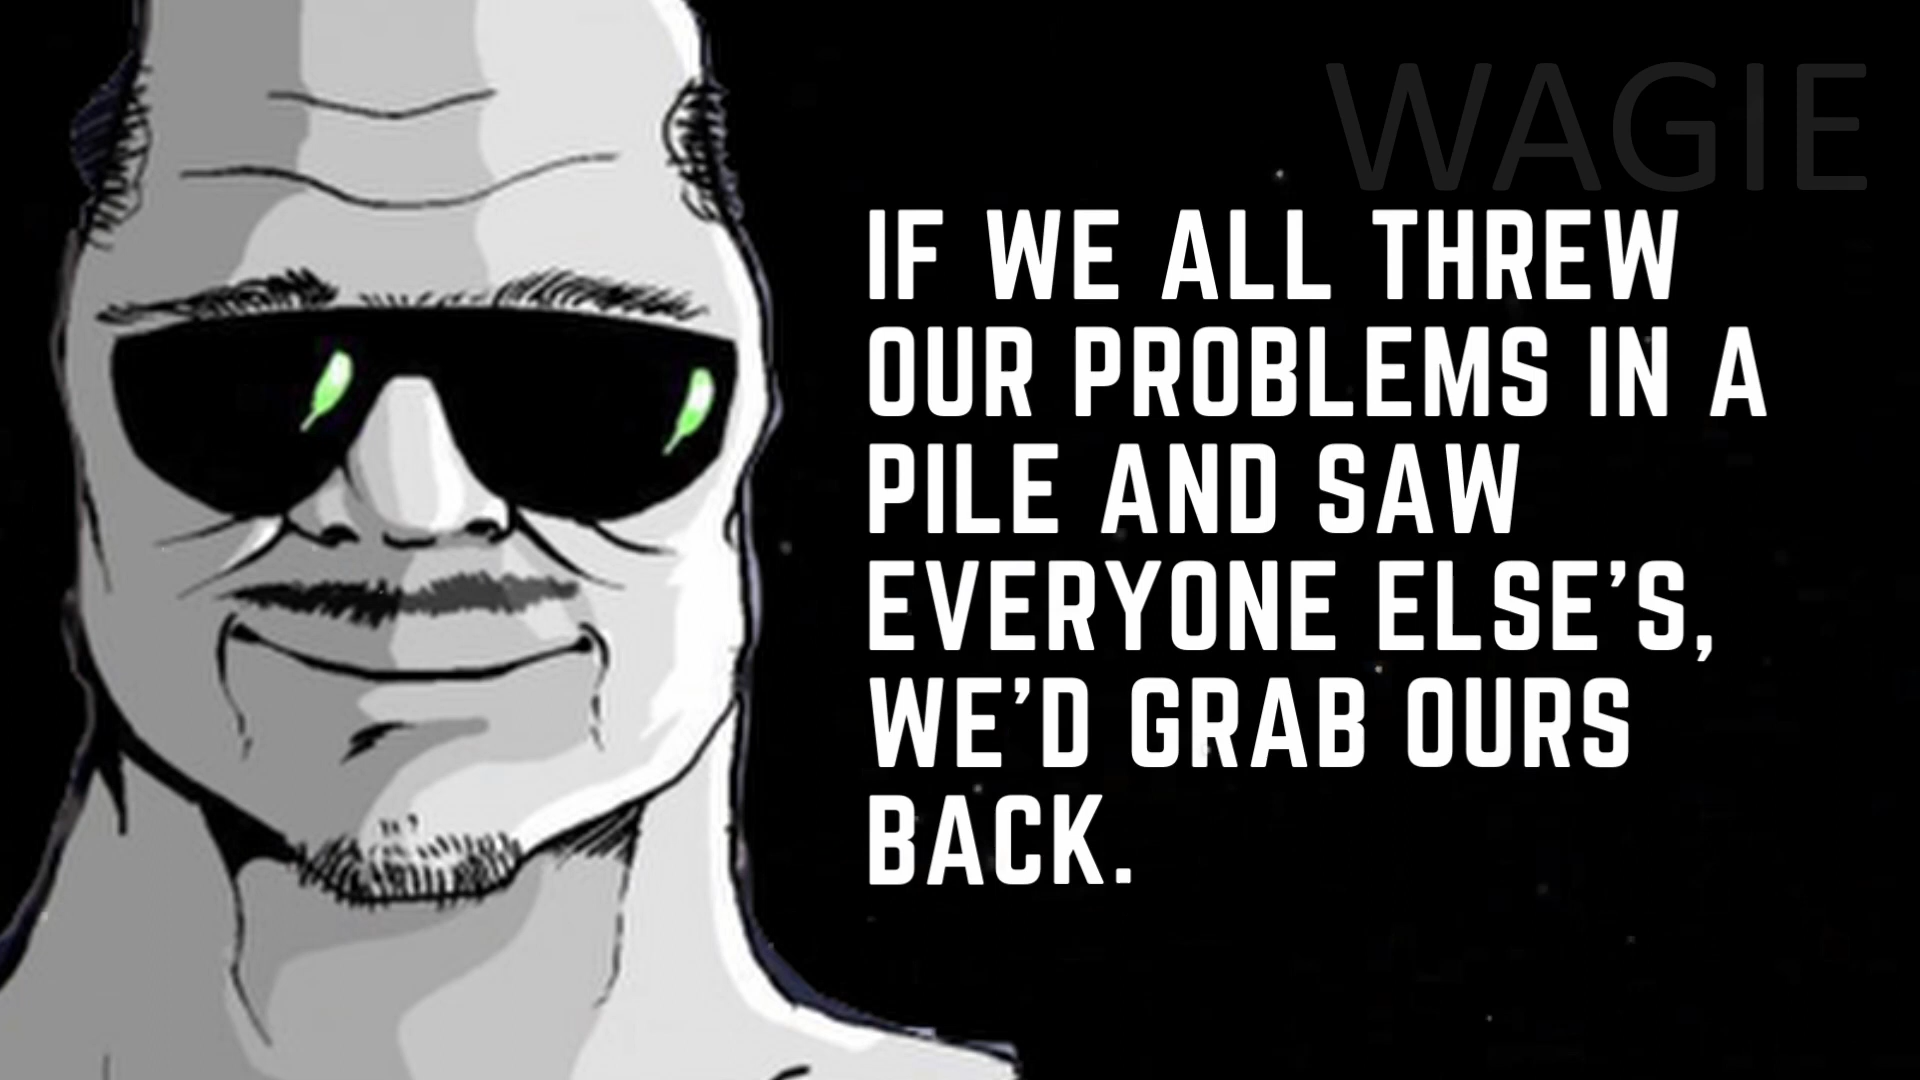 WAGIE
IF WE ALL THREW
OUR PROBLEMS IN A
PILE AND SAW
EVERYONE ELSE'S,
WE'D GRAB OURS
BACK.